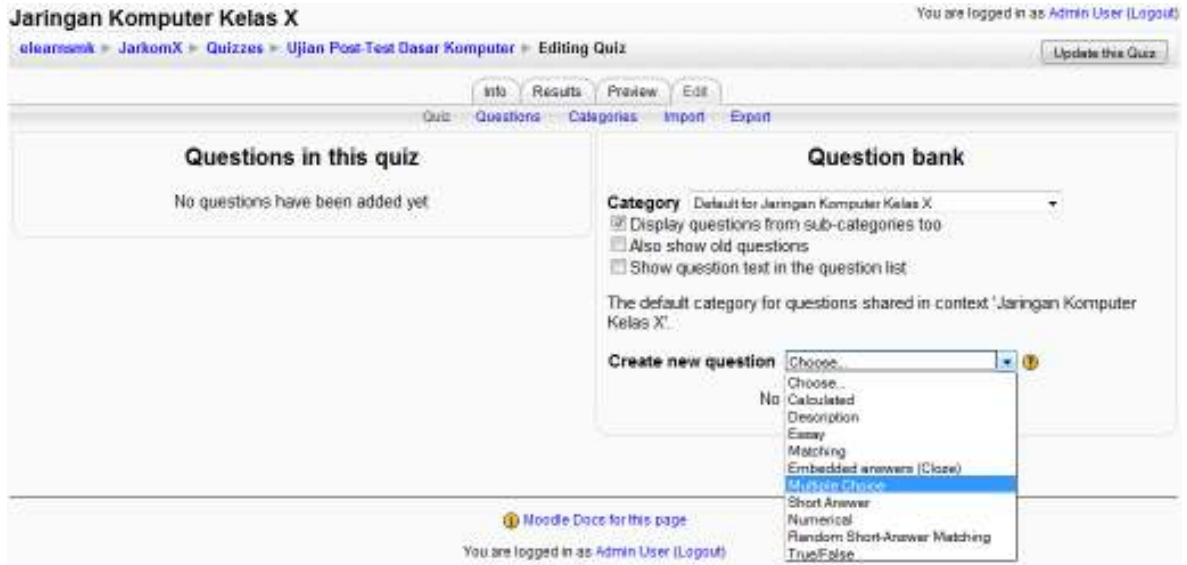 Jaringan Komputer Kelas X
You are logged in as Admin User (Logout)
elearnsmk ► JarkomX ► Quizzes ► Ujian Post-Test Dasar Komputer ► Editing Quiz
Update this Quiz
Info Results Preview Edit
Quiz Questions Categories Import Export
Questions in this quiz
No questions have been added yet
Question bank
Category Default for Jaringan Komputer Kelas X
Display questions from sub-categories too
Also show old questions
Show question text in the question list
The default category for questions shared in context 'Jaringan Komputer
Kelas X'.
Create new question Choose...
Choose...
No Calculated
Description
Essay
Matching
Embedded answers (Cloze)
Multiple Choice
Short Answer
Numerical
Random Short-Answer Matching
True/False
Moodle Docs for this page
You are logged in as Admin User (Logout)